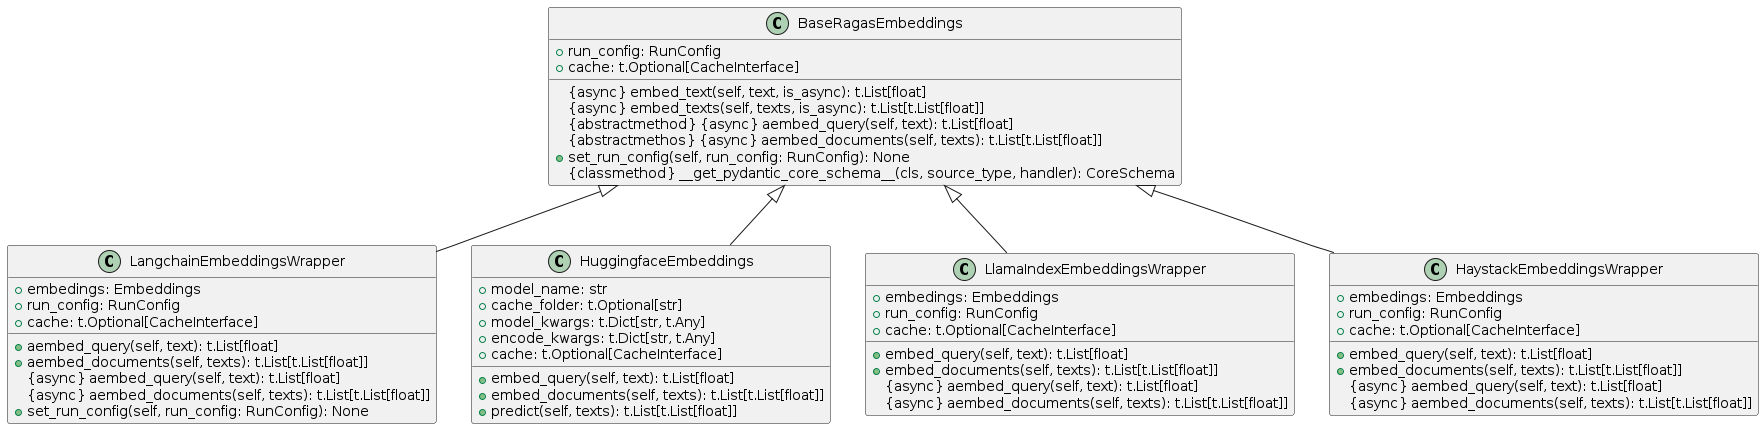 C BaseRagasEmbeddings
run_config: RunConfig
cache: t.Optional[CacheInterface]
{async} embed_text(self, text, is_async): t.List[float]
{async} embed_texts(self, texts, is_async): t.List[t.List[float]]
{abstractmethod} {async} aembed_query(self, text): t.List[float]
{abstractmethos} {async} aembed_documents(self, texts): t.List[t.List[float]]
set_run_config(self, run_config: RunConfig): None
{classmethod} __get_pydantic_core_schema__(cls, source_type, handler): CoreSchema
C LangchainEmbeddingsWrapper
embedings: Embeddings
run_config: RunConfig
cache: t.Optional[CacheInterface]
aembed_query(self, text): t.List[float]
aembed_documents(self, texts): t.List[t.List[float]]
{async} aembed_query(self, text): t.List[float]
{async} aembed_documents(self, texts): t.List[t.List[float]]
set_run_config(self, run_config: RunConfig): None
C HuggingfaceEmbeddings
model_name: str
cache_folder: t.Optional[str]
model_kwargs: t.Dict[str, t.Any]
encode_kwargs: t.Dict[str, t.Any]
cache: t.Optional[CacheInterface]
embed_query(self, text): t.List[float]
embed_documents(self, texts): t.List[t.List[float]]
predict(self, texts): t.List[t.List[float]]
C LlamaIndexEmbeddingsWrapper
embedings: Embeddings
run_config: RunConfig
cache: t.Optional[CacheInterface]
embed_query(self, text): t.List[float]
embed_documents(self, texts): t.List[t.List[float]]
{async} aembed_query(self, text): t.List[float]
{async} aembed_documents(self, texts): t.List[t.List[float]]
C HaystackEmbeddingsWrapper
embedings: Embeddings
run_config: RunConfig
cache: t.Optional[CacheInterface]
embed_query(self, text): t.List[float]
embed_documents(self, texts): t.List[t.List[float]]
{async} aembed_query(self, text): t.List[float]
{async} aembed_documents(self, texts): t.List[t.List[float]]